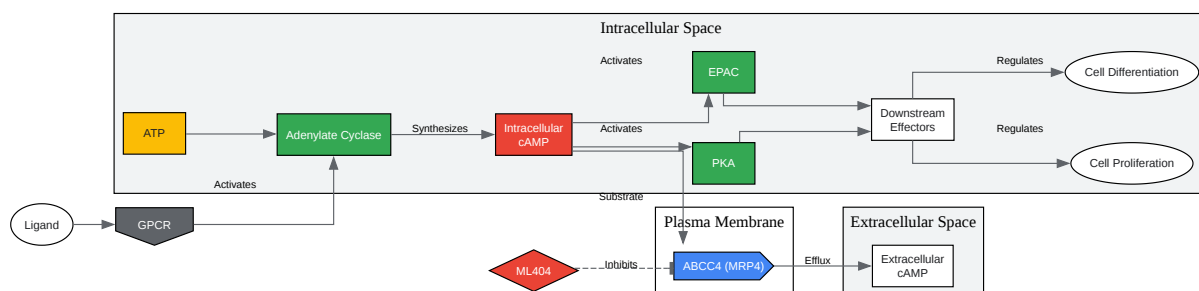 Intracellular Space
Activates
EPAC
Regulates
Cell Differentiation
ATP
Adenylate Cyclase
Synthesizes
Intracellular
cAMP
Activates
Downstream
Effectors
Regulates
PKA
Cell Proliferation
Activates
Substrate
Ligand
GPCR
Plasma Membrane
Extracellular Space
ML404
Inhibits
ABCC4 (MRP4)
Efflux
Extracellular
cAMP